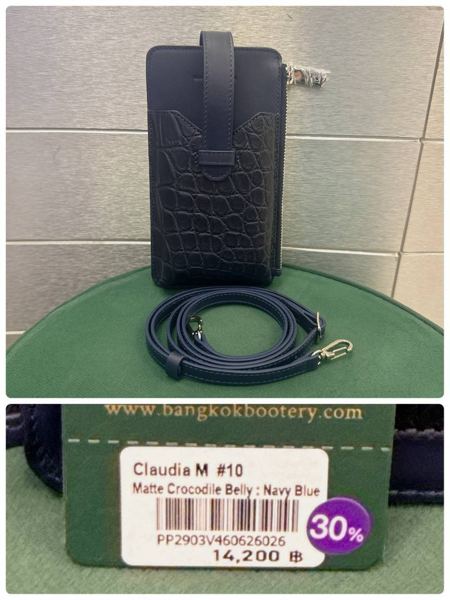 www.bangkokbootery.com
Claudia M #10
Matte Crocodile Belly : Navy Blue
30%
PP2903V460626026
14,200 ฿